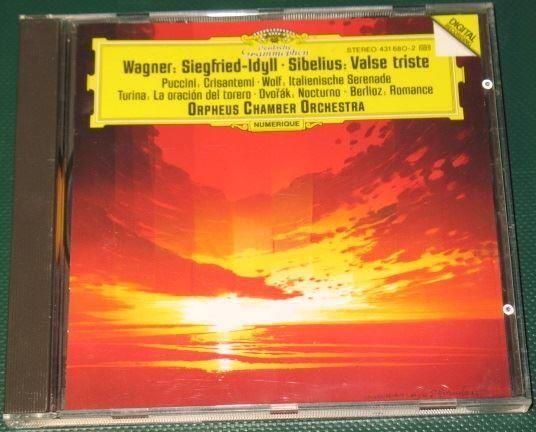 Deutsche
Grammophon
STEREO 431 680-2
DIGITAL
Wagner: Siegfried-Idyll · Sibelius: Valse triste
Puccini: Crisantemi · Wolf: Italienische Serenade
Turina: La oración del torero · Dvořák: Nocturno · Berlioz: Romance
ORPHEUS CHAMBER ORCHESTRA
NUMERIQUE